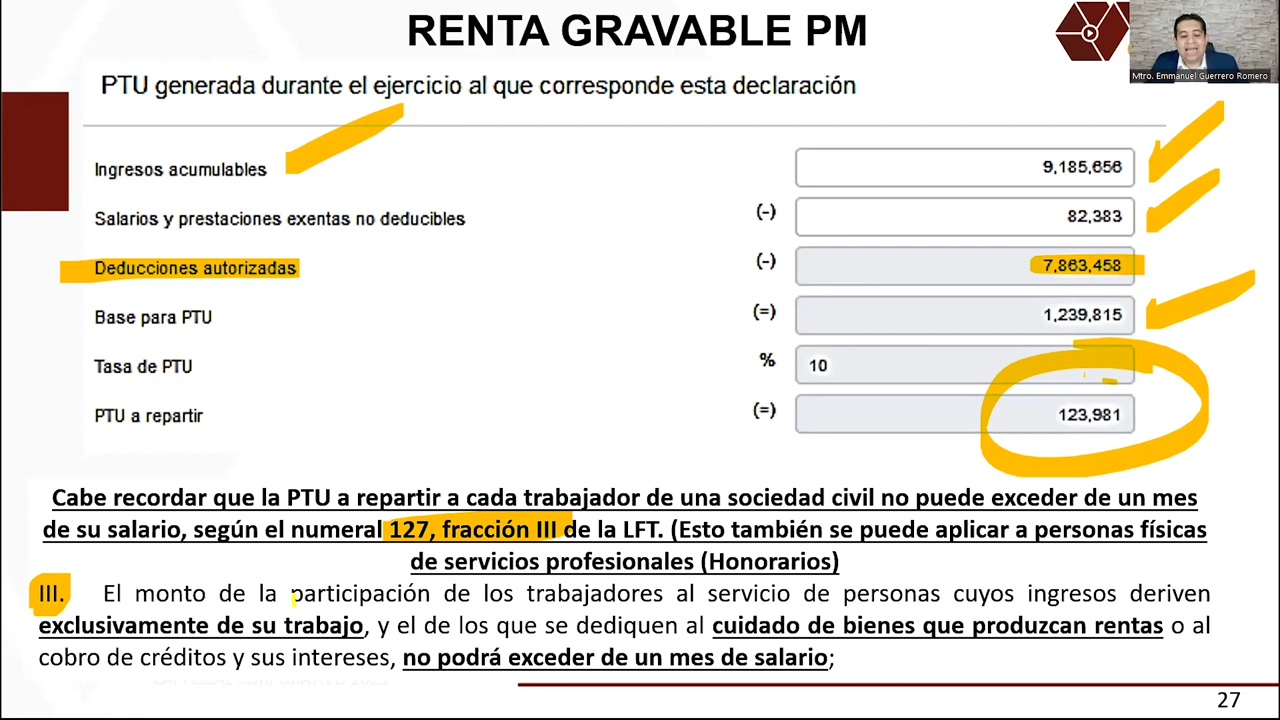 RENTA GRAVABLE PM
Mtro. Emmanuel Guerrero Romero
PTU generada durante el ejercicio al que corresponde esta declaración
Ingresos acumulables 9,185,656
Salarios y prestaciones exentas no deducibles (-) 82,383
Deducciones autorizadas (-) 7,863,458
Base para PTU (=) 1,239,815
Tasa de PTU % 10
PTU a repartir (=) 123,981
Cabe recordar que la PTU a repartir a cada trabajador de una sociedad civil no puede exceder de un mes
de su salario, según el numeral 127, fracción III de la LFT. (Esto también se puede aplicar a personas físicas
de servicios profesionales (Honorarios)
III. El monto de la participación de los trabajadores al servicio de personas cuyos ingresos deriven
exclusivamente de su trabajo, y el de los que se dediquen al cuidado de bienes que produzcan rentas o al
cobro de créditos y sus intereses, no podrá exceder de un mes de salario;
27